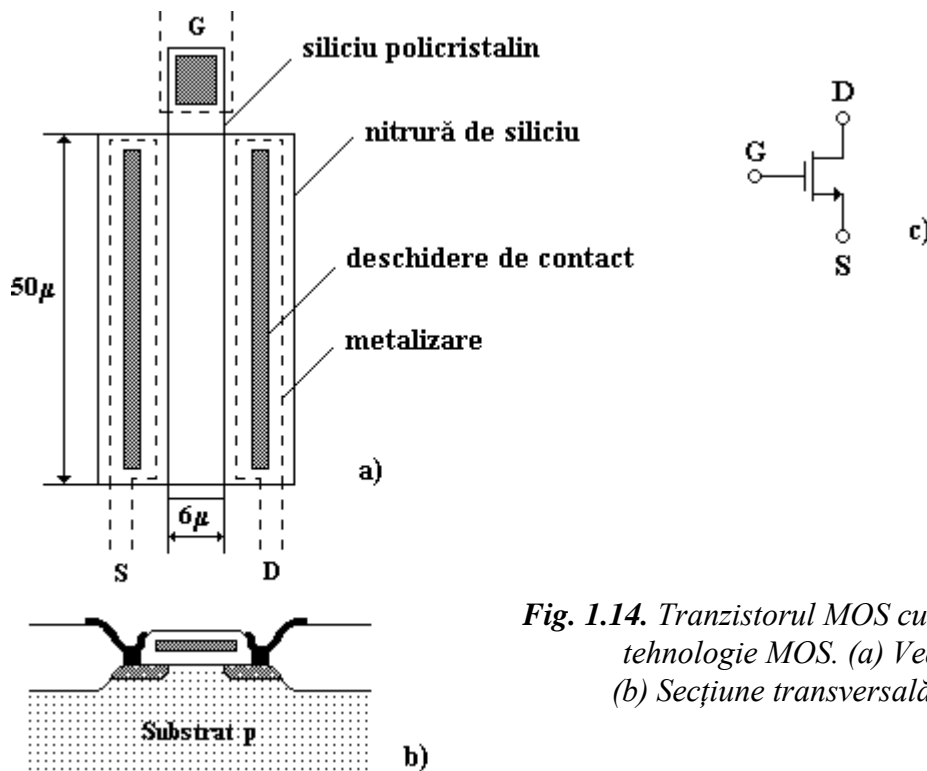 G
siliciu policristalin
nitrură de siliciu
deschidere de contact
metalizare
50μ
a)
6μ
S
D
D
G
S
c)
Fig. 1.14. Tranzistorul MOS cu
tehnologie MOS. (a)
(b) Secțiune transversală
Substrat p
b)